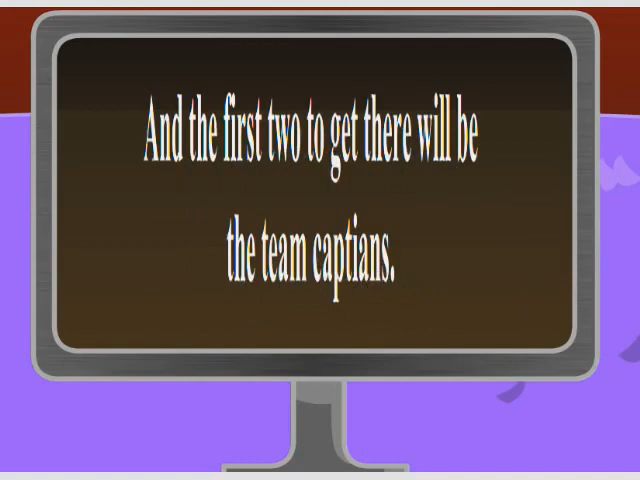 And the first two to get there will be
the team captians.